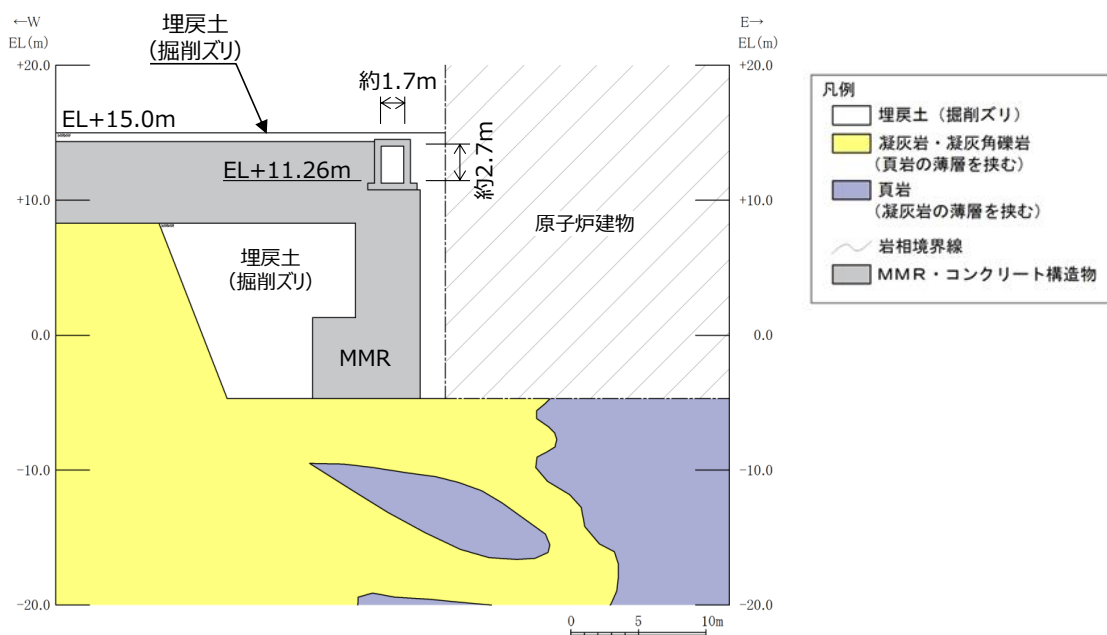 ←W
EL(m)
埋戻土
(掘削ズリ)
E→
EL(m)
+20.0
+20.0
約1.7m
EL+15.0m
約2.7m
EL+11.26m
+10.0
+10.0
原子炉建物
埋戻土
(掘削ズリ)
0.0
0.0
MMR
-10.0
-10.0
-20.0
-20.0
0 5 10m
凡例
埋戻土（掘削ズリ）
凝灰岩・凝灰角礫岩
(頁岩の薄層を挟む)
頁岩
(凝灰岩の薄層を挟む)
岩相境界線
MMR・コンクリート構造物